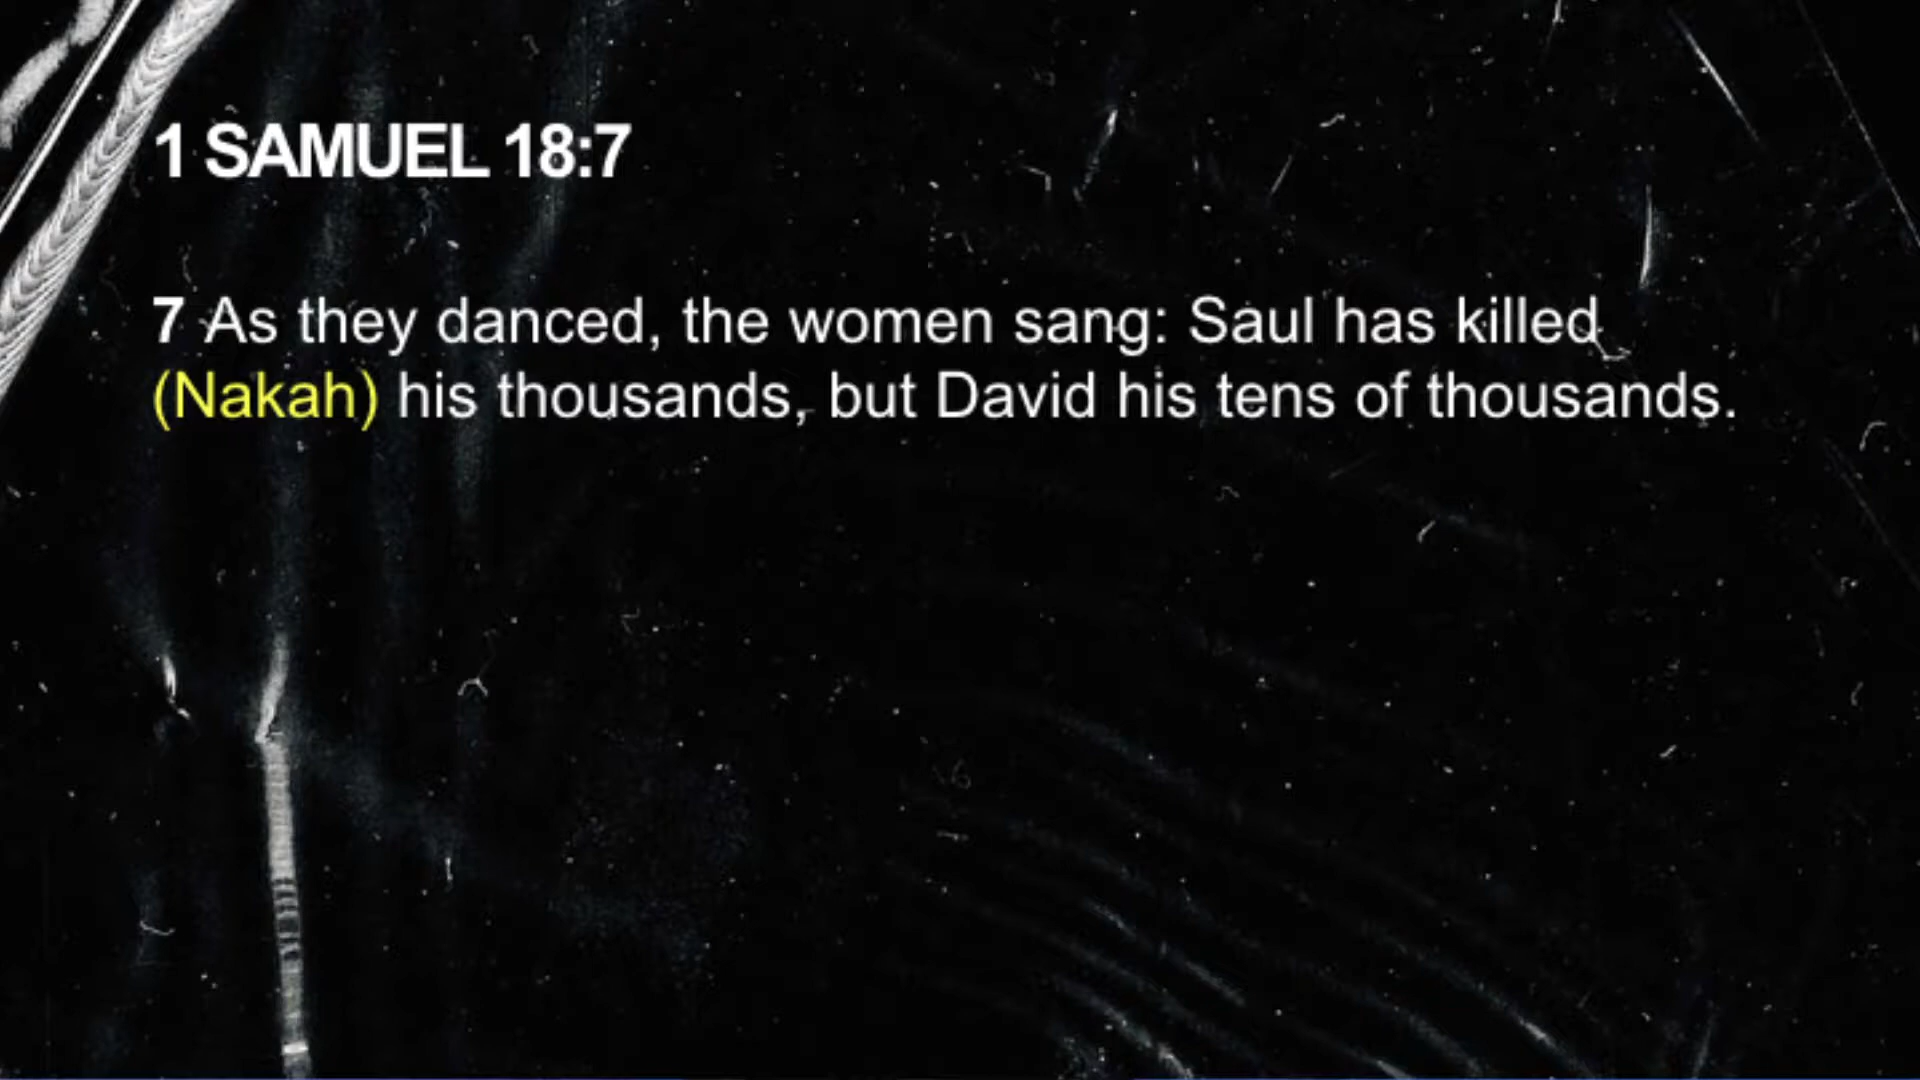 1 SAMUEL 18:7
7 As they danced, the women sang: Saul has killed
(Nakah) his thousands, but David his tens of thousands.